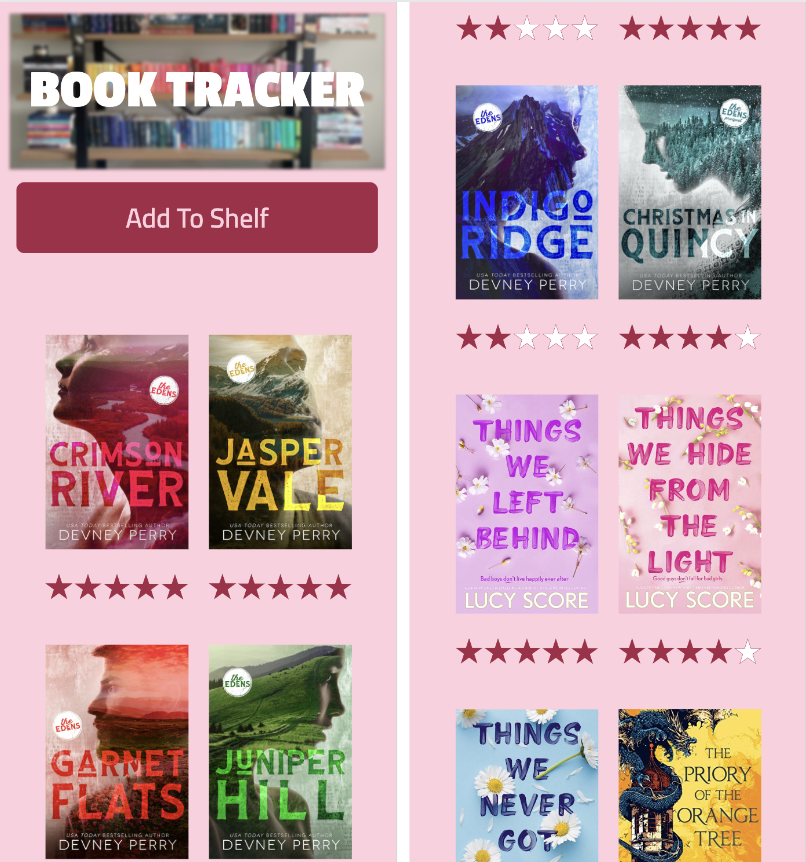 BOOK TRACKER
Add To Shelf
the
EDENS
CRIMSON
RIVER
USA TODAY BESTSELLING AUTHOR
DEVNEY PERRY
the
EDENS
JASPER
VALE
USA TODAY BESTSELLING AUTHOR
DEVNEY PERRY
the
EDENS
GARNET
FLATS
USA TODAY BESTSELLING AUTHOR
DEVNEY PERRY
the
EDENS
JUNIPER
HILL
USA TODAY BESTSELLING AUTHOR
DEVNEY PERRY
the
EDENS
INDIGO
RIDGE
USA TODAY BESTSELLING AUTHOR
DEVNEY PERRY
the
EDENS
prequel
CHRISTMAS IN
QUINCY
USA TODAY BESTSELLING AUTHOR
DEVNEY PERRY
THINGS
WE
LEFT
BEHIND
Bad boys don't live happily ever after.
LUCY SCORE
THINGS
WE HIDE
FROM
THE
LIGHT
Good guys don't fall for bad girls.
LUCY SCORE
THINGS
WE
NEVER
GOT
THE
PRIORY
OF THE
ORANGE
TREE